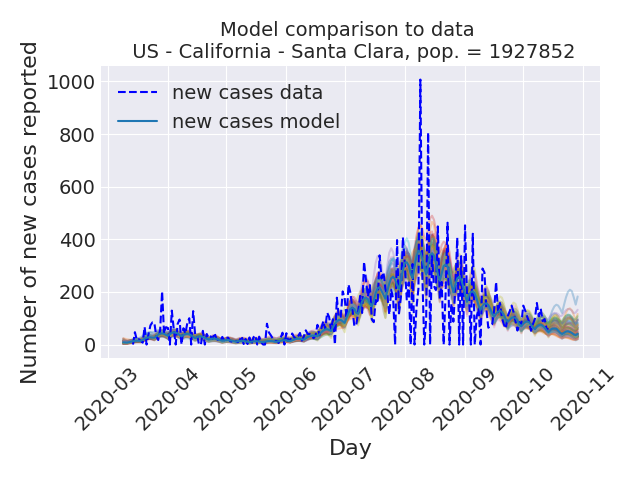 Model comparison to data
US - California - Santa Clara, pop. = 1927852
Number of new cases reported
1000
800
600
400
200
0
new cases data
new cases model
2020-03
2020-04
2020-05
2020-06
2020-07
2020-08
2020-09
2020-10
2020-11
Day